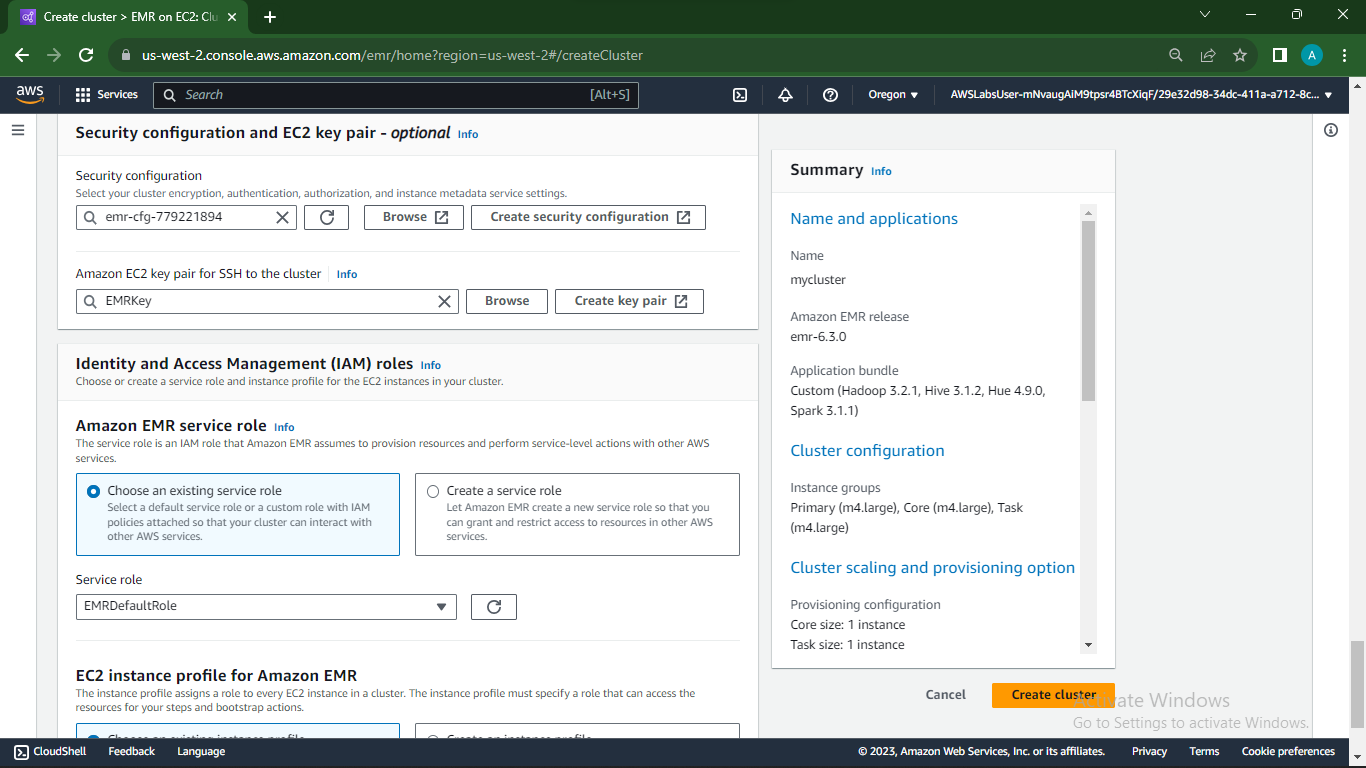 Create cluster > EMR on EC2: Clu
us-west-2.console.aws.amazon.com/emr/home?region=us-west-2#/createCluster
A
aws
Services
Search
[Alt+S]
Oregon
AWSLabsUser-mNvaugAiM9tpsr4BTcXiqF/29e32d98-34dc-411a-a712-8c...
Security configuration and EC2 key pair - optional Info
Security configuration
Select your cluster encryption, authentication, authorization, and instance metadata service settings.
emr-cfg-779221894
Browse
Create security configuration
Amazon EC2 key pair for SSH to the cluster Info
EMRKey
Browse
Create key pair
Identity and Access Management (IAM) roles Info
Choose or create a service role and instance profile for the EC2 instances in your cluster.
Amazon EMR service role Info
The service role is an IAM role that Amazon EMR assumes to provision resources and perform service-level actions with other AWS
services.
Choose an existing service role
Select a default service role or a custom role with IAM
policies attached so that your cluster can interact with
other AWS services.
Create a service role
Let Amazon EMR create a new service role so that you
can grant and restrict access to resources in other AWS
services.
Service role
EMRDefaultRole
EC2 instance profile for Amazon EMR
The instance profile assigns a role to every EC2 instance in a cluster. The instance profile must specify a role that can access the
resources for your steps and bootstrap actions.
Choose an existing instance profile
Create an instance profile
Summary Info
Name and applications
Name
mycluster
Amazon EMR release
emr-6.3.0
Application bundle
Custom (Hadoop 3.2.1, Hive 3.1.2, Hue 4.9.0,
Spark 3.1.1)
Cluster configuration
Instance groups
Primary (m4.large), Core (m4.large), Task
(m4.large)
Cluster scaling and provisioning option
Provisioning configuration
Core size: 1 instance
Task size: 1 instance
Cancel
Create cluster
Activate Windows
Go to Settings to activate Windows.
CloudShell
Feedback
Language
© 2023, Amazon Web Services, Inc. or its affiliates.
Privacy
Terms
Cookie preferences